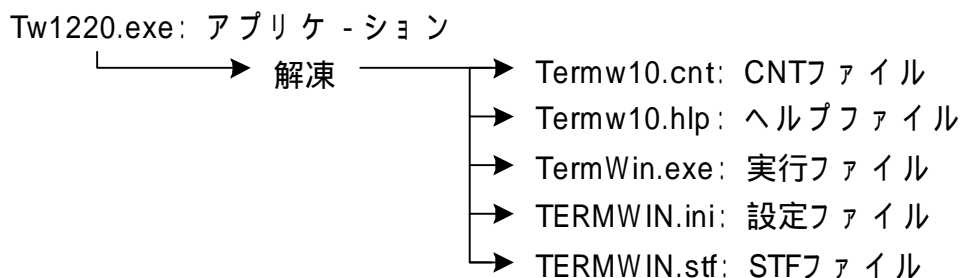 Tw1220.exe: アプリケ-ション
解凍
Termw10.cnt: CNTファイル
Termw10.hlp: ヘルプファイル
TermWin.exe: 実行ファイル
TERMWIN.ini: 設定ファイル
TERMWIN.stf: STFファイル